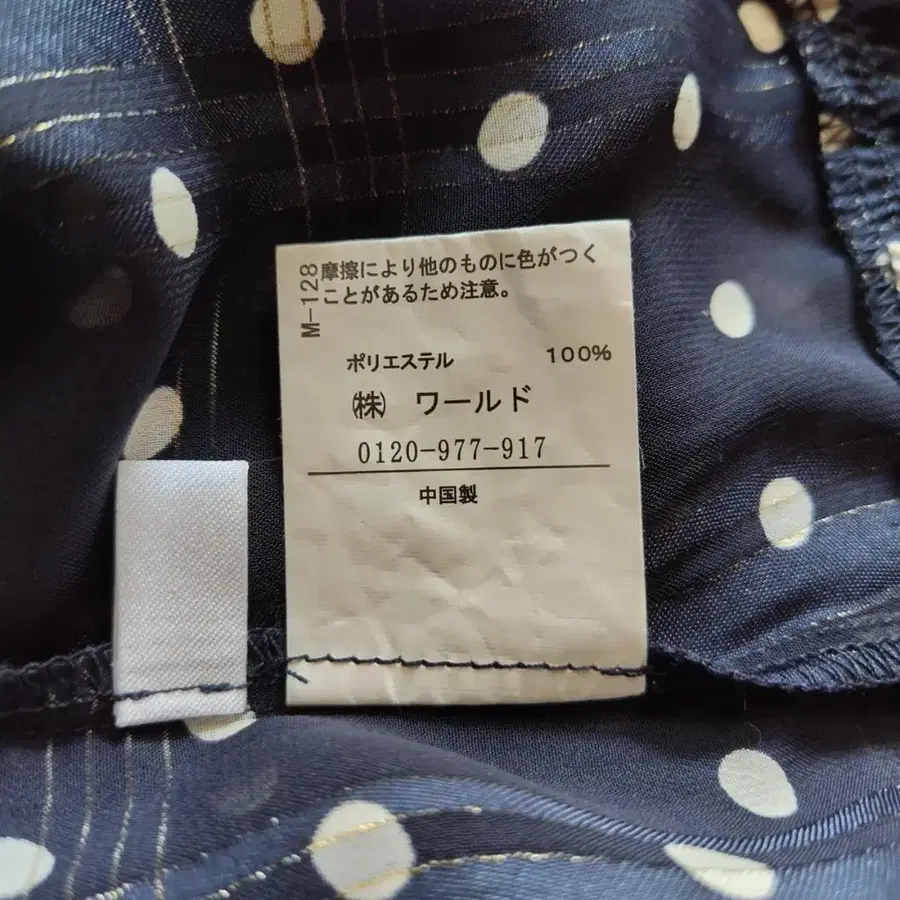 M-128
摩擦により他のものに色がつく
ことがあるため注意。
ポリエステル 100%
㈱ ワールド
0120-977-917
中国製